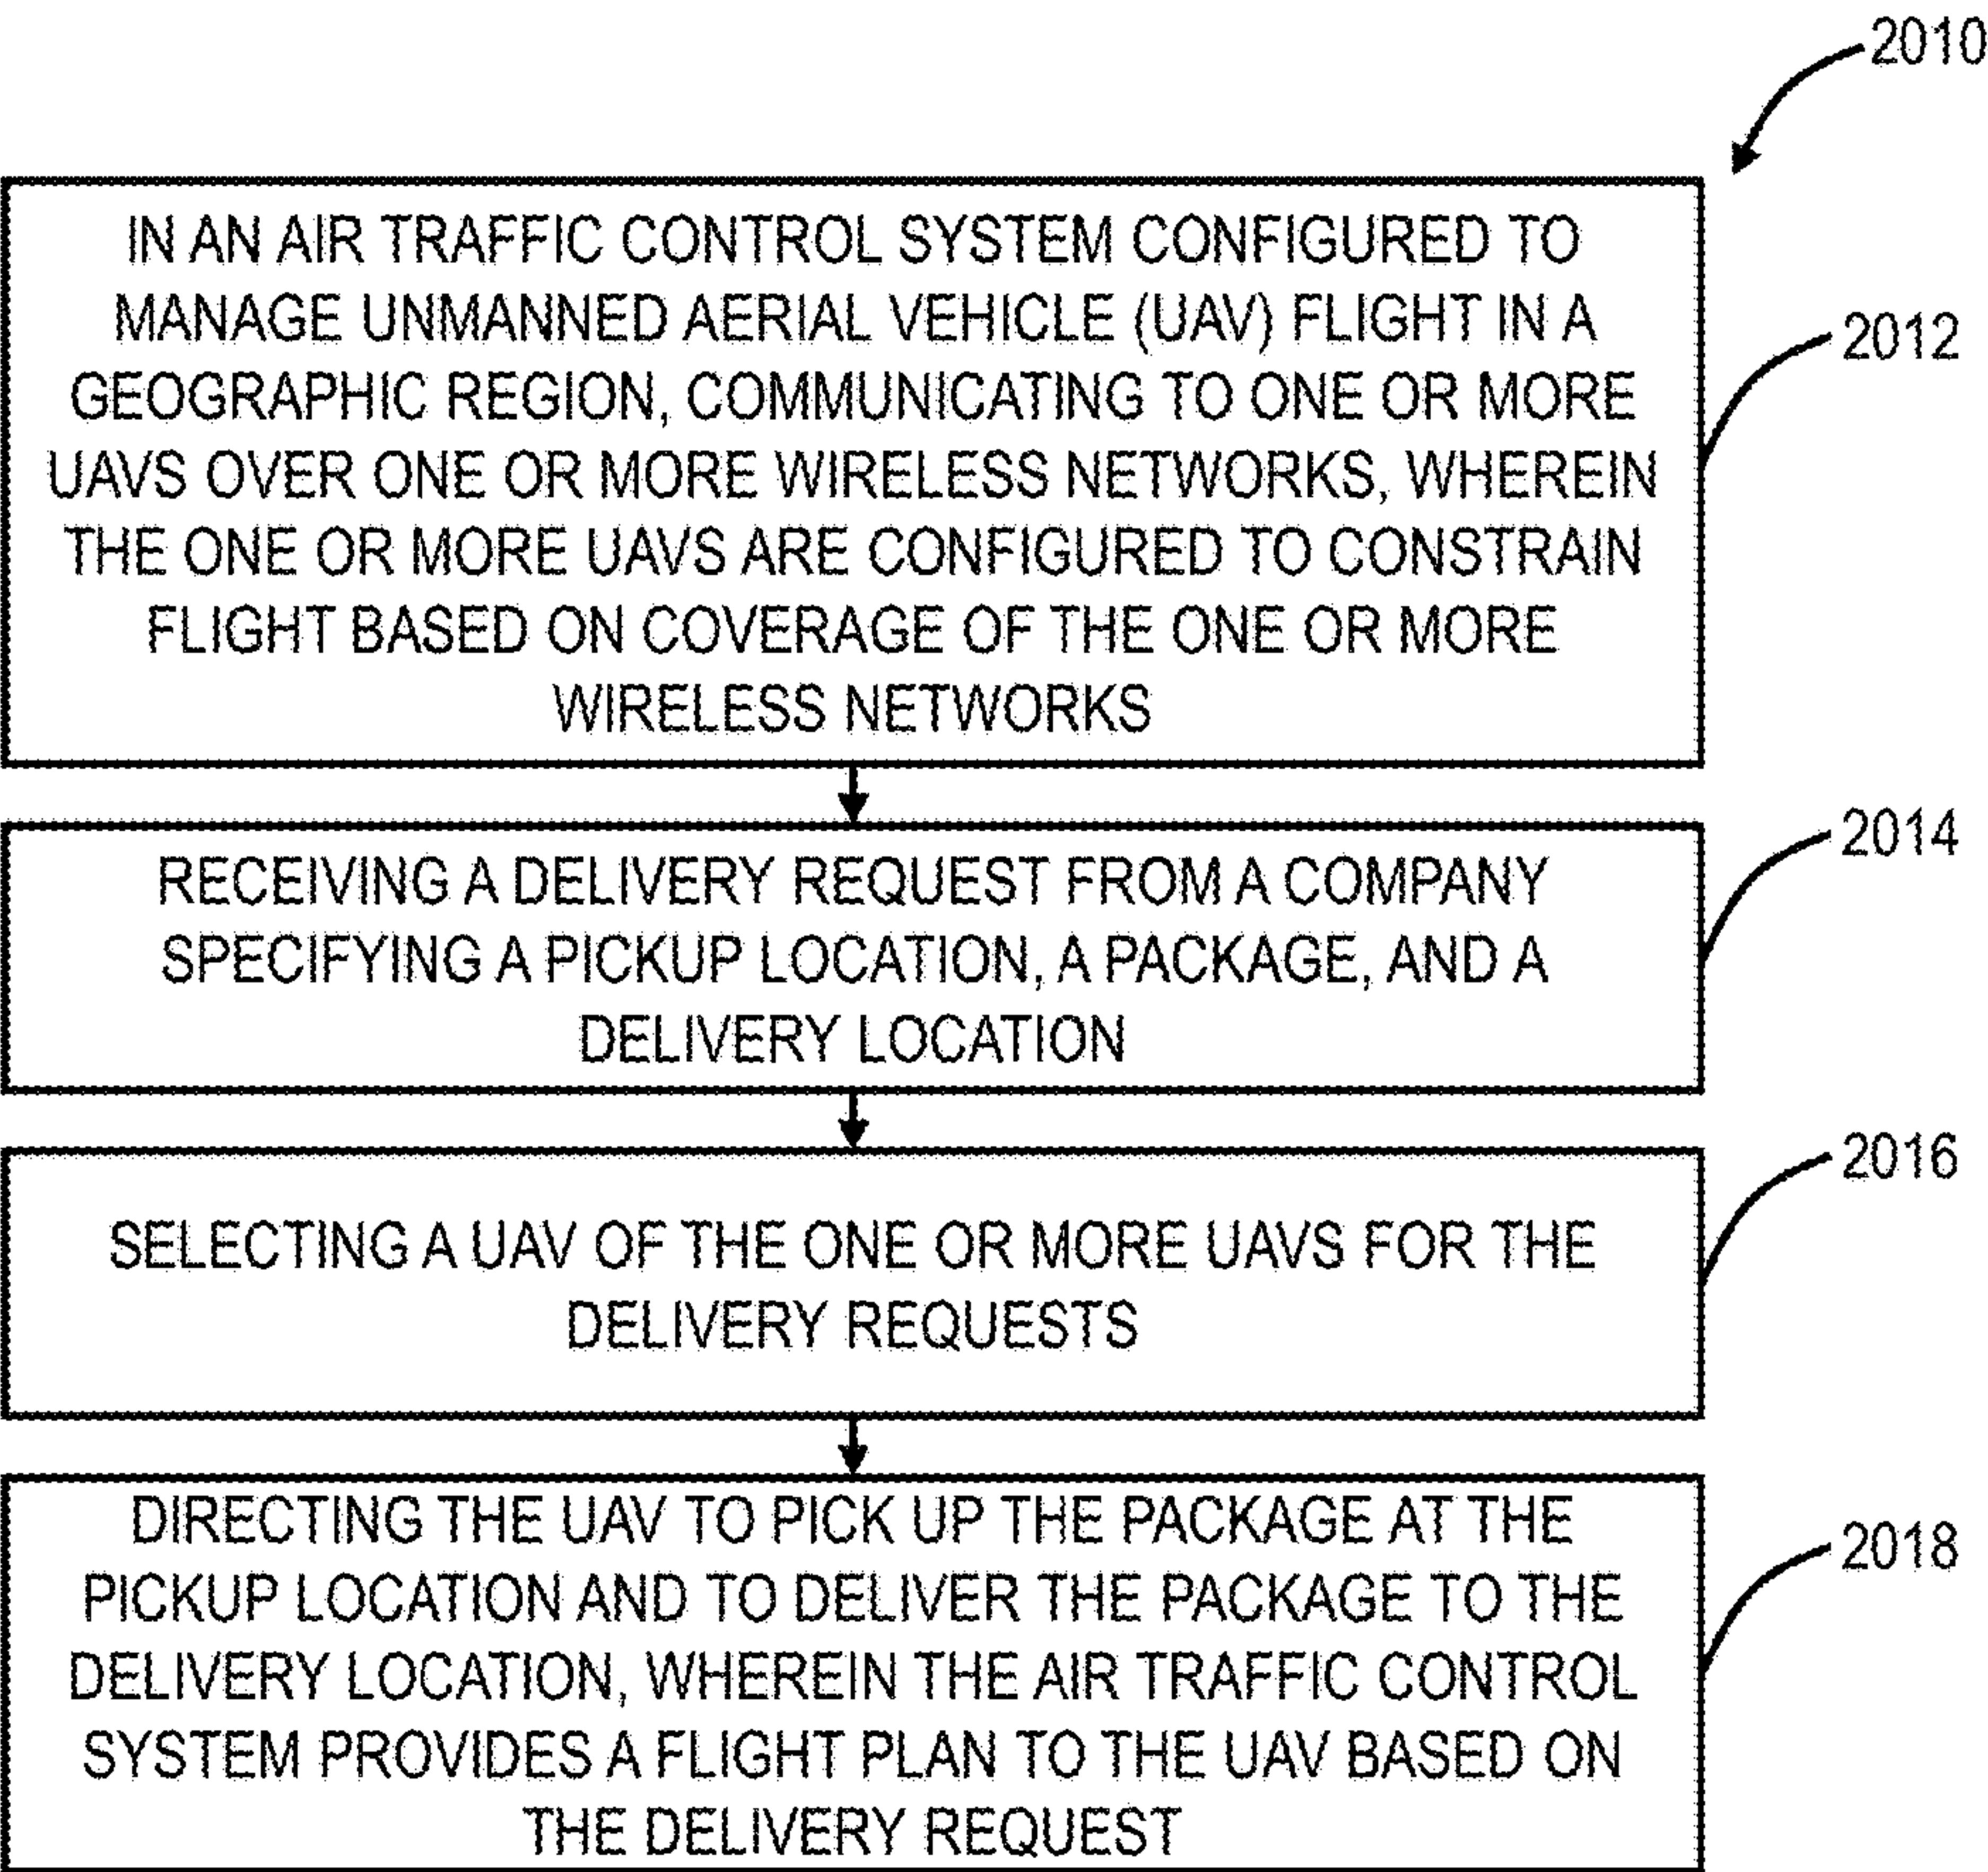 2010
IN AN AIR TRAFFIC CONTROL SYSTEM CONFIGURED TO
MANAGE UNMANNED AERIAL VEHICLE (UAV) FLIGHT IN A
GEOGRAPHIC REGION, COMMUNICATING TO ONE OR MORE
UAVS OVER ONE OR MORE WIRELESS NETWORKS, WHEREIN
THE ONE OR MORE UAVS ARE CONFIGURED TO CONSTRAIN
FLIGHT BASED ON COVERAGE OF THE ONE OR MORE
WIRELESS NETWORKS
2012
RECEIVING A DELIVERY REQUEST FROM A COMPANY
SPECIFYING A PICKUP LOCATION, A PACKAGE, AND A
DELIVERY LOCATION
2014
SELECTING A UAV OF THE ONE OR MORE UAVS FOR THE
DELIVERY REQUESTS
2016
DIRECTING THE UAV TO PICK UP THE PACKAGE AT THE
PICKUP LOCATION AND TO DELIVER THE PACKAGE TO THE
DELIVERY LOCATION, WHEREIN THE AIR TRAFFIC CONTROL
SYSTEM PROVIDES A FLIGHT PLAN TO THE UAV BASED ON
THE DELIVERY REQUEST
2018